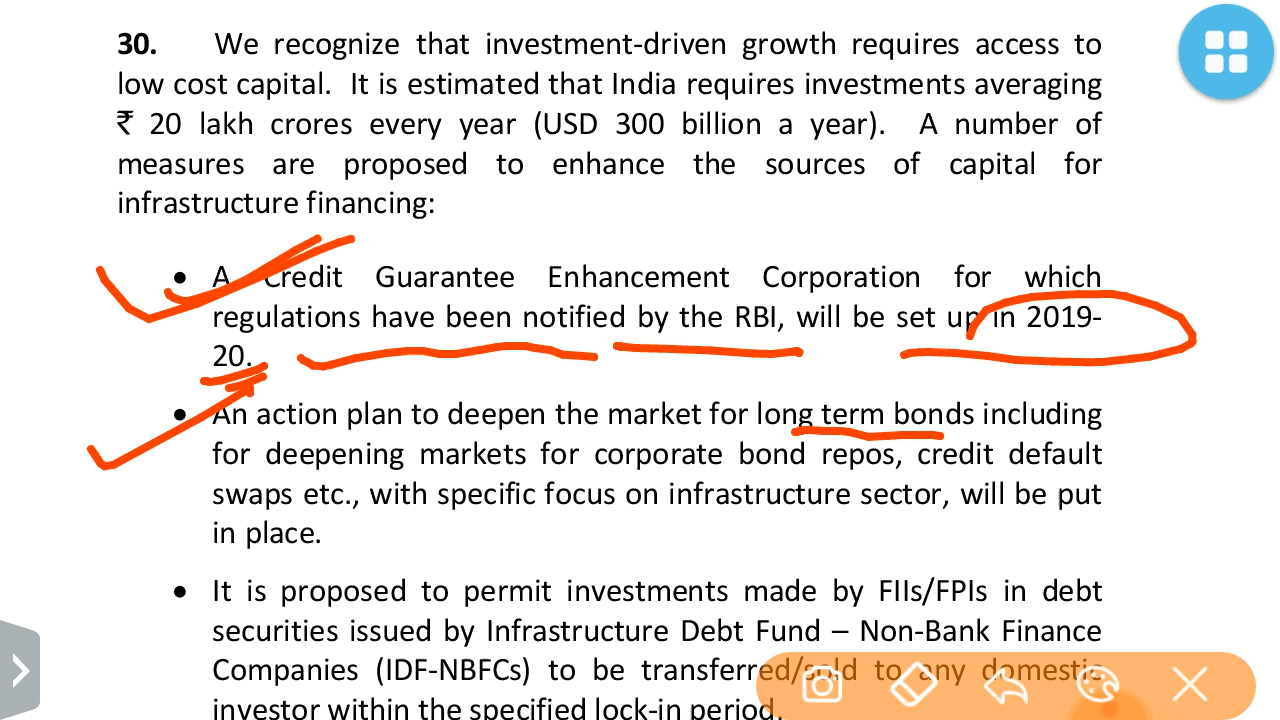 30. We recognize that investment-driven growth requires access to
low cost capital. It is estimated that India requires investments averaging
₹ 20 lakh crores every year (USD 300 billion a year). A number of
measures are proposed to enhance the sources of capital for
infrastructure financing:
• A Credit Guarantee Enhancement Corporation for which
regulations have been notified by the RBI, will be set up in 2019-
20.
• An action plan to deepen the market for long term bonds including
for deepening markets for corporate bond repos, credit default
swaps etc., with specific focus on infrastructure sector, will be put
in place.
• It is proposed to permit investments made by FIIs/FPIs in debt
securities issued by Infrastructure Debt Fund – Non-Bank Finance
Companies (IDF-NBFCs) to be transferred/sold to any domestic
investor within the specified lock-in period.